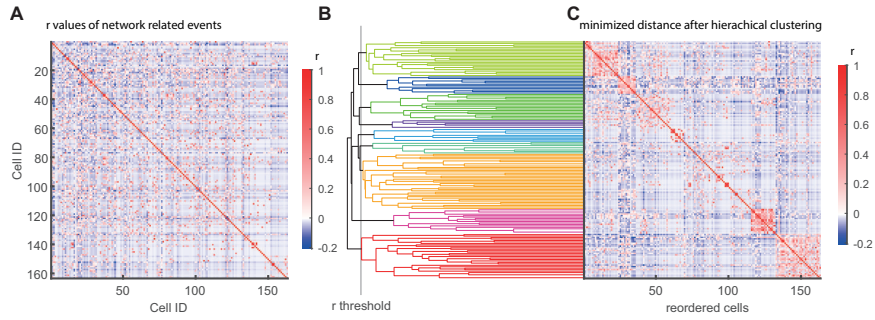 A
r values of network related events
B
C
minimized distance after hierachical clustering
Cell ID
20
40
60
80
100
120
140
160
50
100
150
Cell ID
r
1
0.8
0.6
0.4
0.2
0
-0.2
r threshold
50
100
150
reordered cells
r
1
0.8
0.6
0.4
0.2
0
-0.2